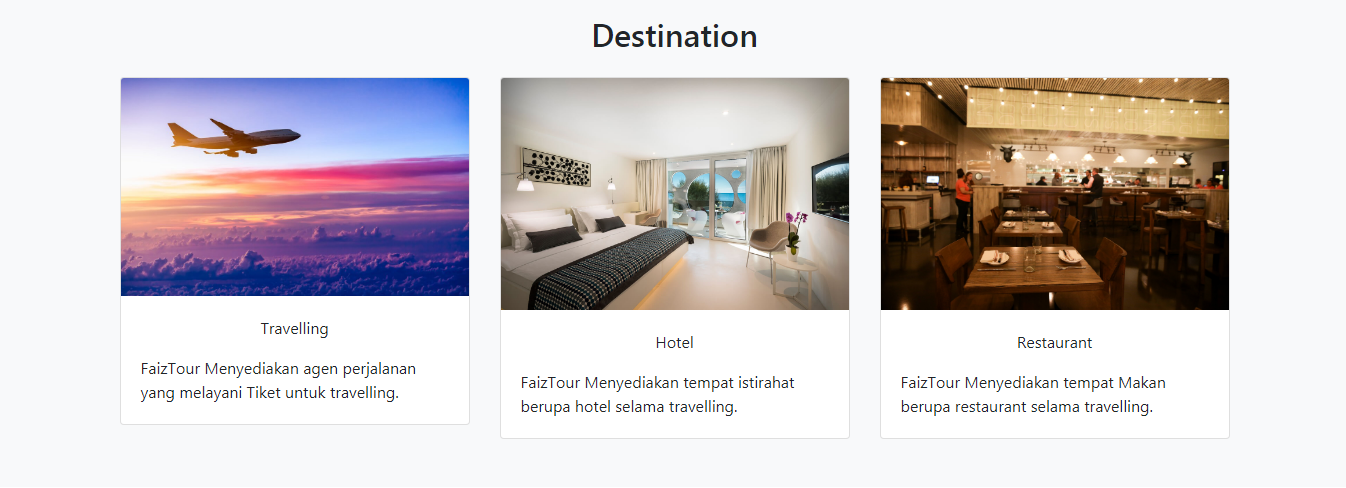 Destination
Travelling
FaizTour Menyediakan agen perjalanan
yang melayani Tiket untuk travelling.
Hotel
FaizTour Menyediakan tempat istirahat
berupa hotel selama travelling.
Restaurant
FaizTour Menyediakan tempat Makan
berupa restaurant selama travelling.